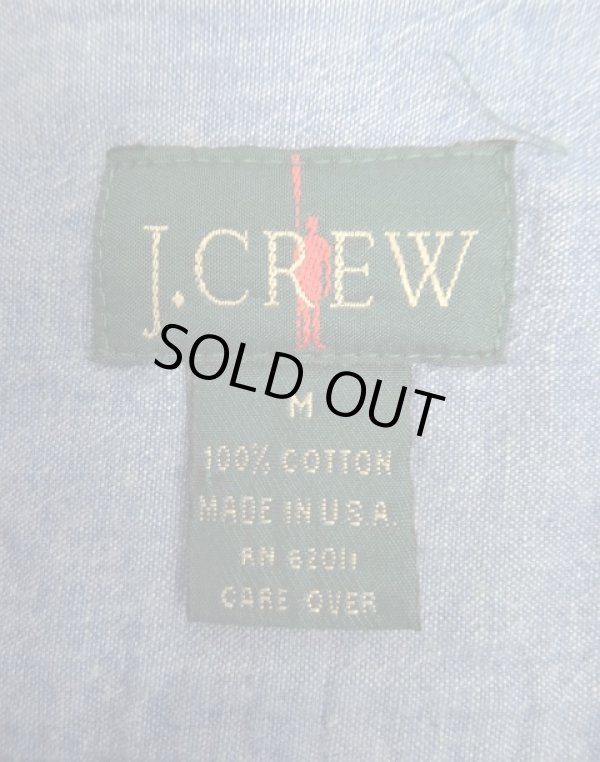 J.CREW
SOLD OUT
M
100% COTTON
MADE IN U.S.A.
RN 62011
CARE OVER